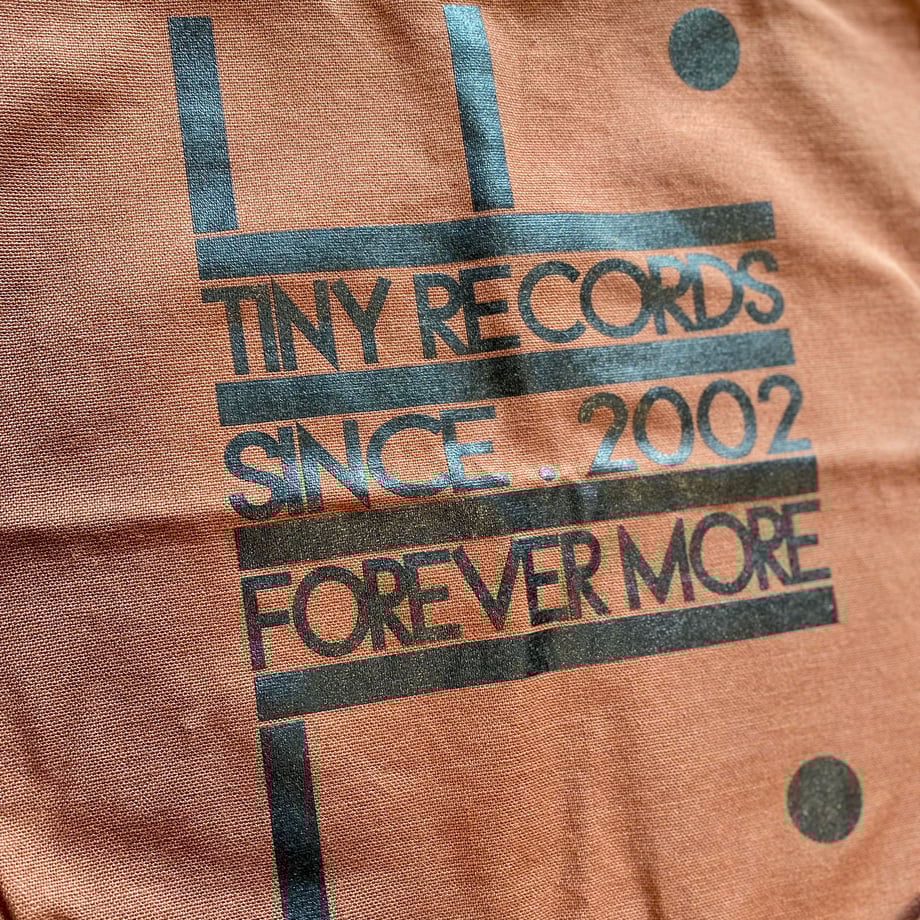 TINY RECORDS
SINCE . 2002
FOREVER MORE